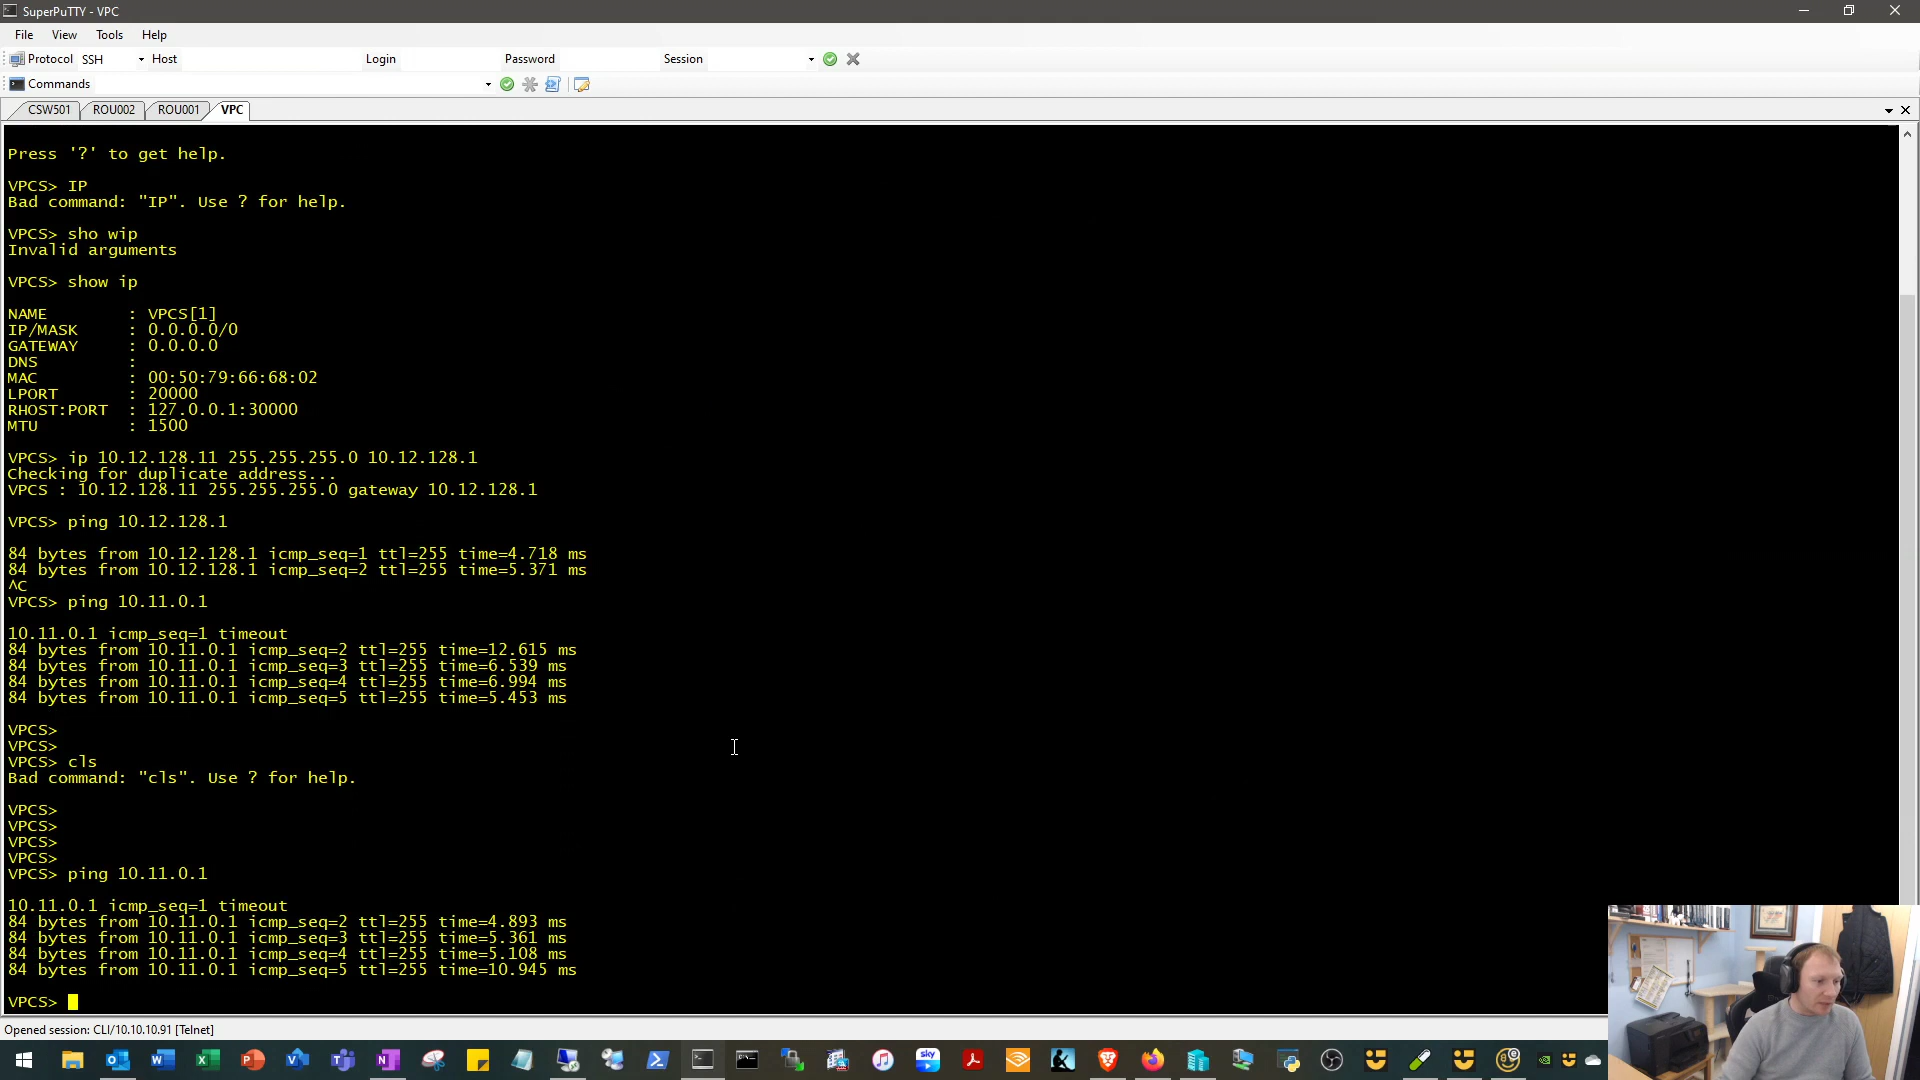 SuperPuTTY - VPC
File View Tools Help
Protocol SSH Host Login Password Session
Commands
CSW501 ROU002 ROU001 VPC
Press '?' to get help.
VPCS> IP
Bad command: "IP". Use ? for help.
VPCS> sho wip
Invalid arguments
VPCS> show ip
NAME : VPCS[1]
IP/MASK : 0.0.0.0/0
GATEWAY : 0.0.0.0
DNS :
MAC : 00:50:79:66:68:02
LPORT : 20000
RHOST:PORT : 127.0.0.1:30000
MTU : 1500
VPCS> ip 10.12.128.11 255.255.255.0 10.12.128.1
Checking for duplicate address...
VPCS : 10.12.128.11 255.255.255.0 gateway 10.12.128.1
VPCS> ping 10.12.128.1
84 bytes from 10.12.128.1 icmp_seq=1 ttl=255 time=4.718 ms
84 bytes from 10.12.128.1 icmp_seq=2 ttl=255 time=5.371 ms
^C
VPCS> ping 10.11.0.1
10.11.0.1 icmp_seq=1 timeout
84 bytes from 10.11.0.1 icmp_seq=2 ttl=255 time=12.615 ms
84 bytes from 10.11.0.1 icmp_seq=3 ttl=255 time=6.539 ms
84 bytes from 10.11.0.1 icmp_seq=4 ttl=255 time=6.994 ms
84 bytes from 10.11.0.1 icmp_seq=5 ttl=255 time=5.453 ms
VPCS>
VPCS>
VPCS> cls
Bad command: "cls". Use ? for help.
VPCS>
VPCS>
VPCS>
VPCS>
VPCS> ping 10.11.0.1
10.11.0.1 icmp_seq=1 timeout
84 bytes from 10.11.0.1 icmp_seq=2 ttl=255 time=4.893 ms
84 bytes from 10.11.0.1 icmp_seq=3 ttl=255 time=5.361 ms
84 bytes from 10.11.0.1 icmp_seq=4 ttl=255 time=5.108 ms
84 bytes from 10.11.0.1 icmp_seq=5 ttl=255 time=10.945 ms
VPCS>
Opened session: CLI/10.10.10.91 [Telnet]
sky